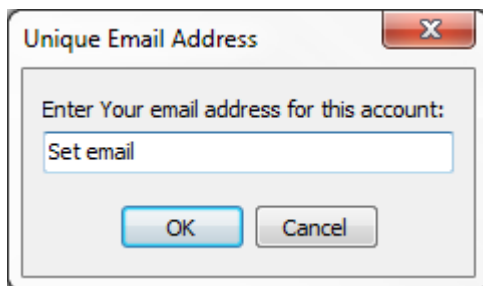 Unique Email Address
Enter Your email address for this account:
Set email
OK Cancel